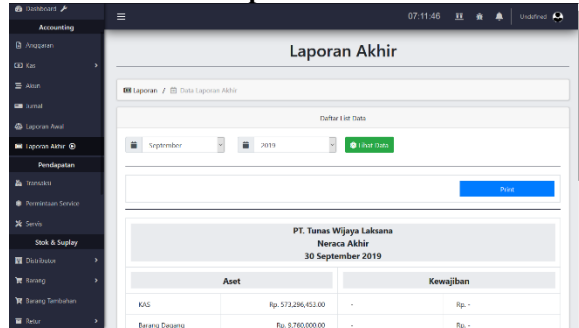 Dashboard
07:11:46
Undefined
Accounting
Anggaran
Kas
Akun
Jurnal
Laporan Awal
Laporan Akhir
Pendapatan
Transaksi
Permintaan Service
Servis
Stok & Suplay
Distributor
Barang
Barang Tambahan
Retur
Laporan Akhir
Laporan / Data Laporan Akhir
Daftar List Data
September
2019
Lihat Data
Print
PT. Tunas Wijaya Laksana
Neraca Akhir
30 September 2019
Aset Kewajiban
KAS Rp. 573,296,453.00 - Rp. -
Barang Dagang Rp. 9,760,000.00 - Rp. -